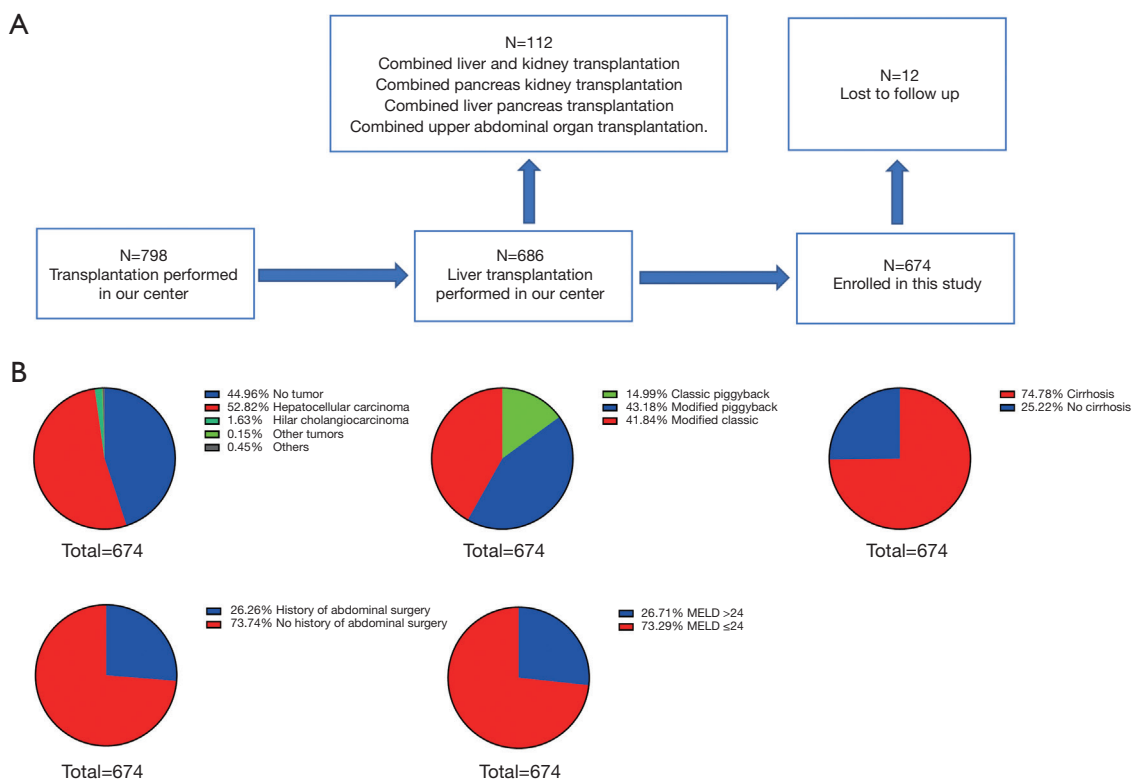 A
N=112
Combined liver and kidney transplantation
Combined pancreas kidney transplantation
Combined liver pancreas transplantation
Combined upper abdominal organ transplantation.
N=12
Lost to follow up
N=798
Transplantation performed
in our center
N=686
Liver transplantation
performed in our center
N=674
Enrolled in this study
B
44.96% No tumor
52.82% Hepatocellular carcinoma
1.63% Hilar cholangiocarcinoma
0.15% Other tumors
0.45% Others
Total=674
14.99% Classic piggyback
43.18% Modified piggyback
41.84% Modified classic
Total=674
74.78% Cirrhosis
25.22% No cirrhosis
Total=674
26.26% History of abdominal surgery
73.74% No history of abdominal surgery
Total=674
26.71% MELD >24
73.29% MELD ≤24
Total=674